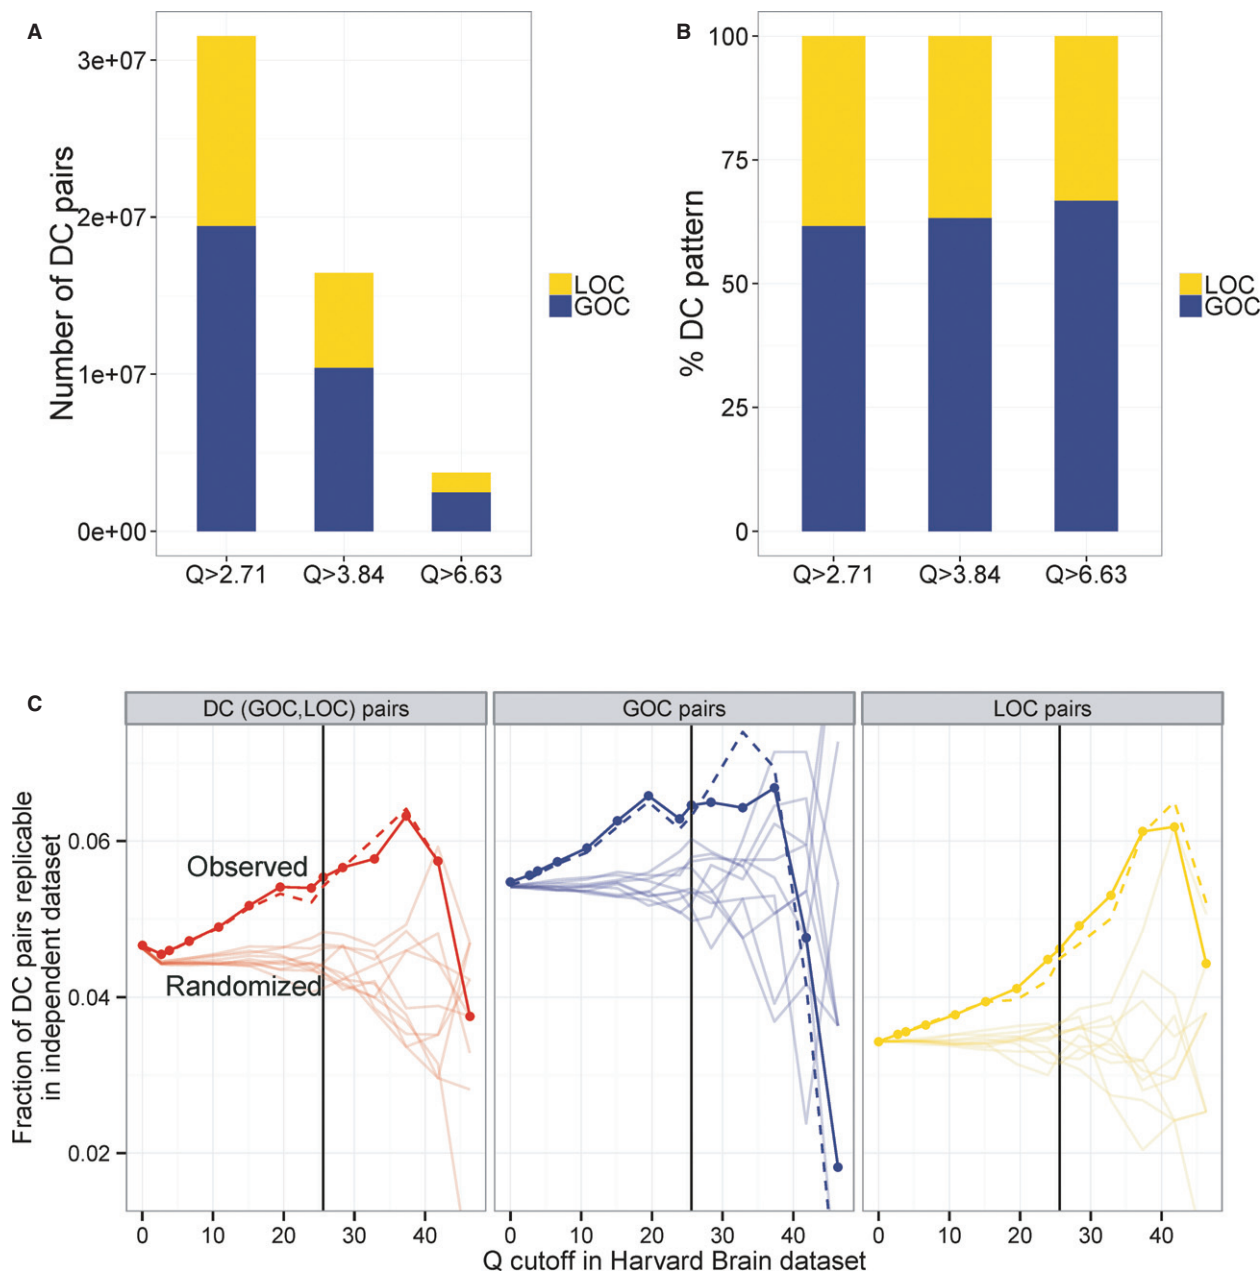 A
Number of DC pairs
3e+07
2e+07
1e+07
0e+00
Q>2.71
Q>3.84
Q>6.63
LOC
GOC
B
% DC pattern
100
75
50
25
0
Q>2.71
Q>3.84
Q>6.63
LOC
GOC
C
Fraction of DC pairs replicable
in independent dataset
DC (GOC,LOC) pairs
GOC pairs
LOC pairs
0.06
0.04
0.02
Observed
Randomized
0 10 20 30 40
0 10 20 30 40
0 10 20 30 40
Q cutoff in Harvard Brain dataset